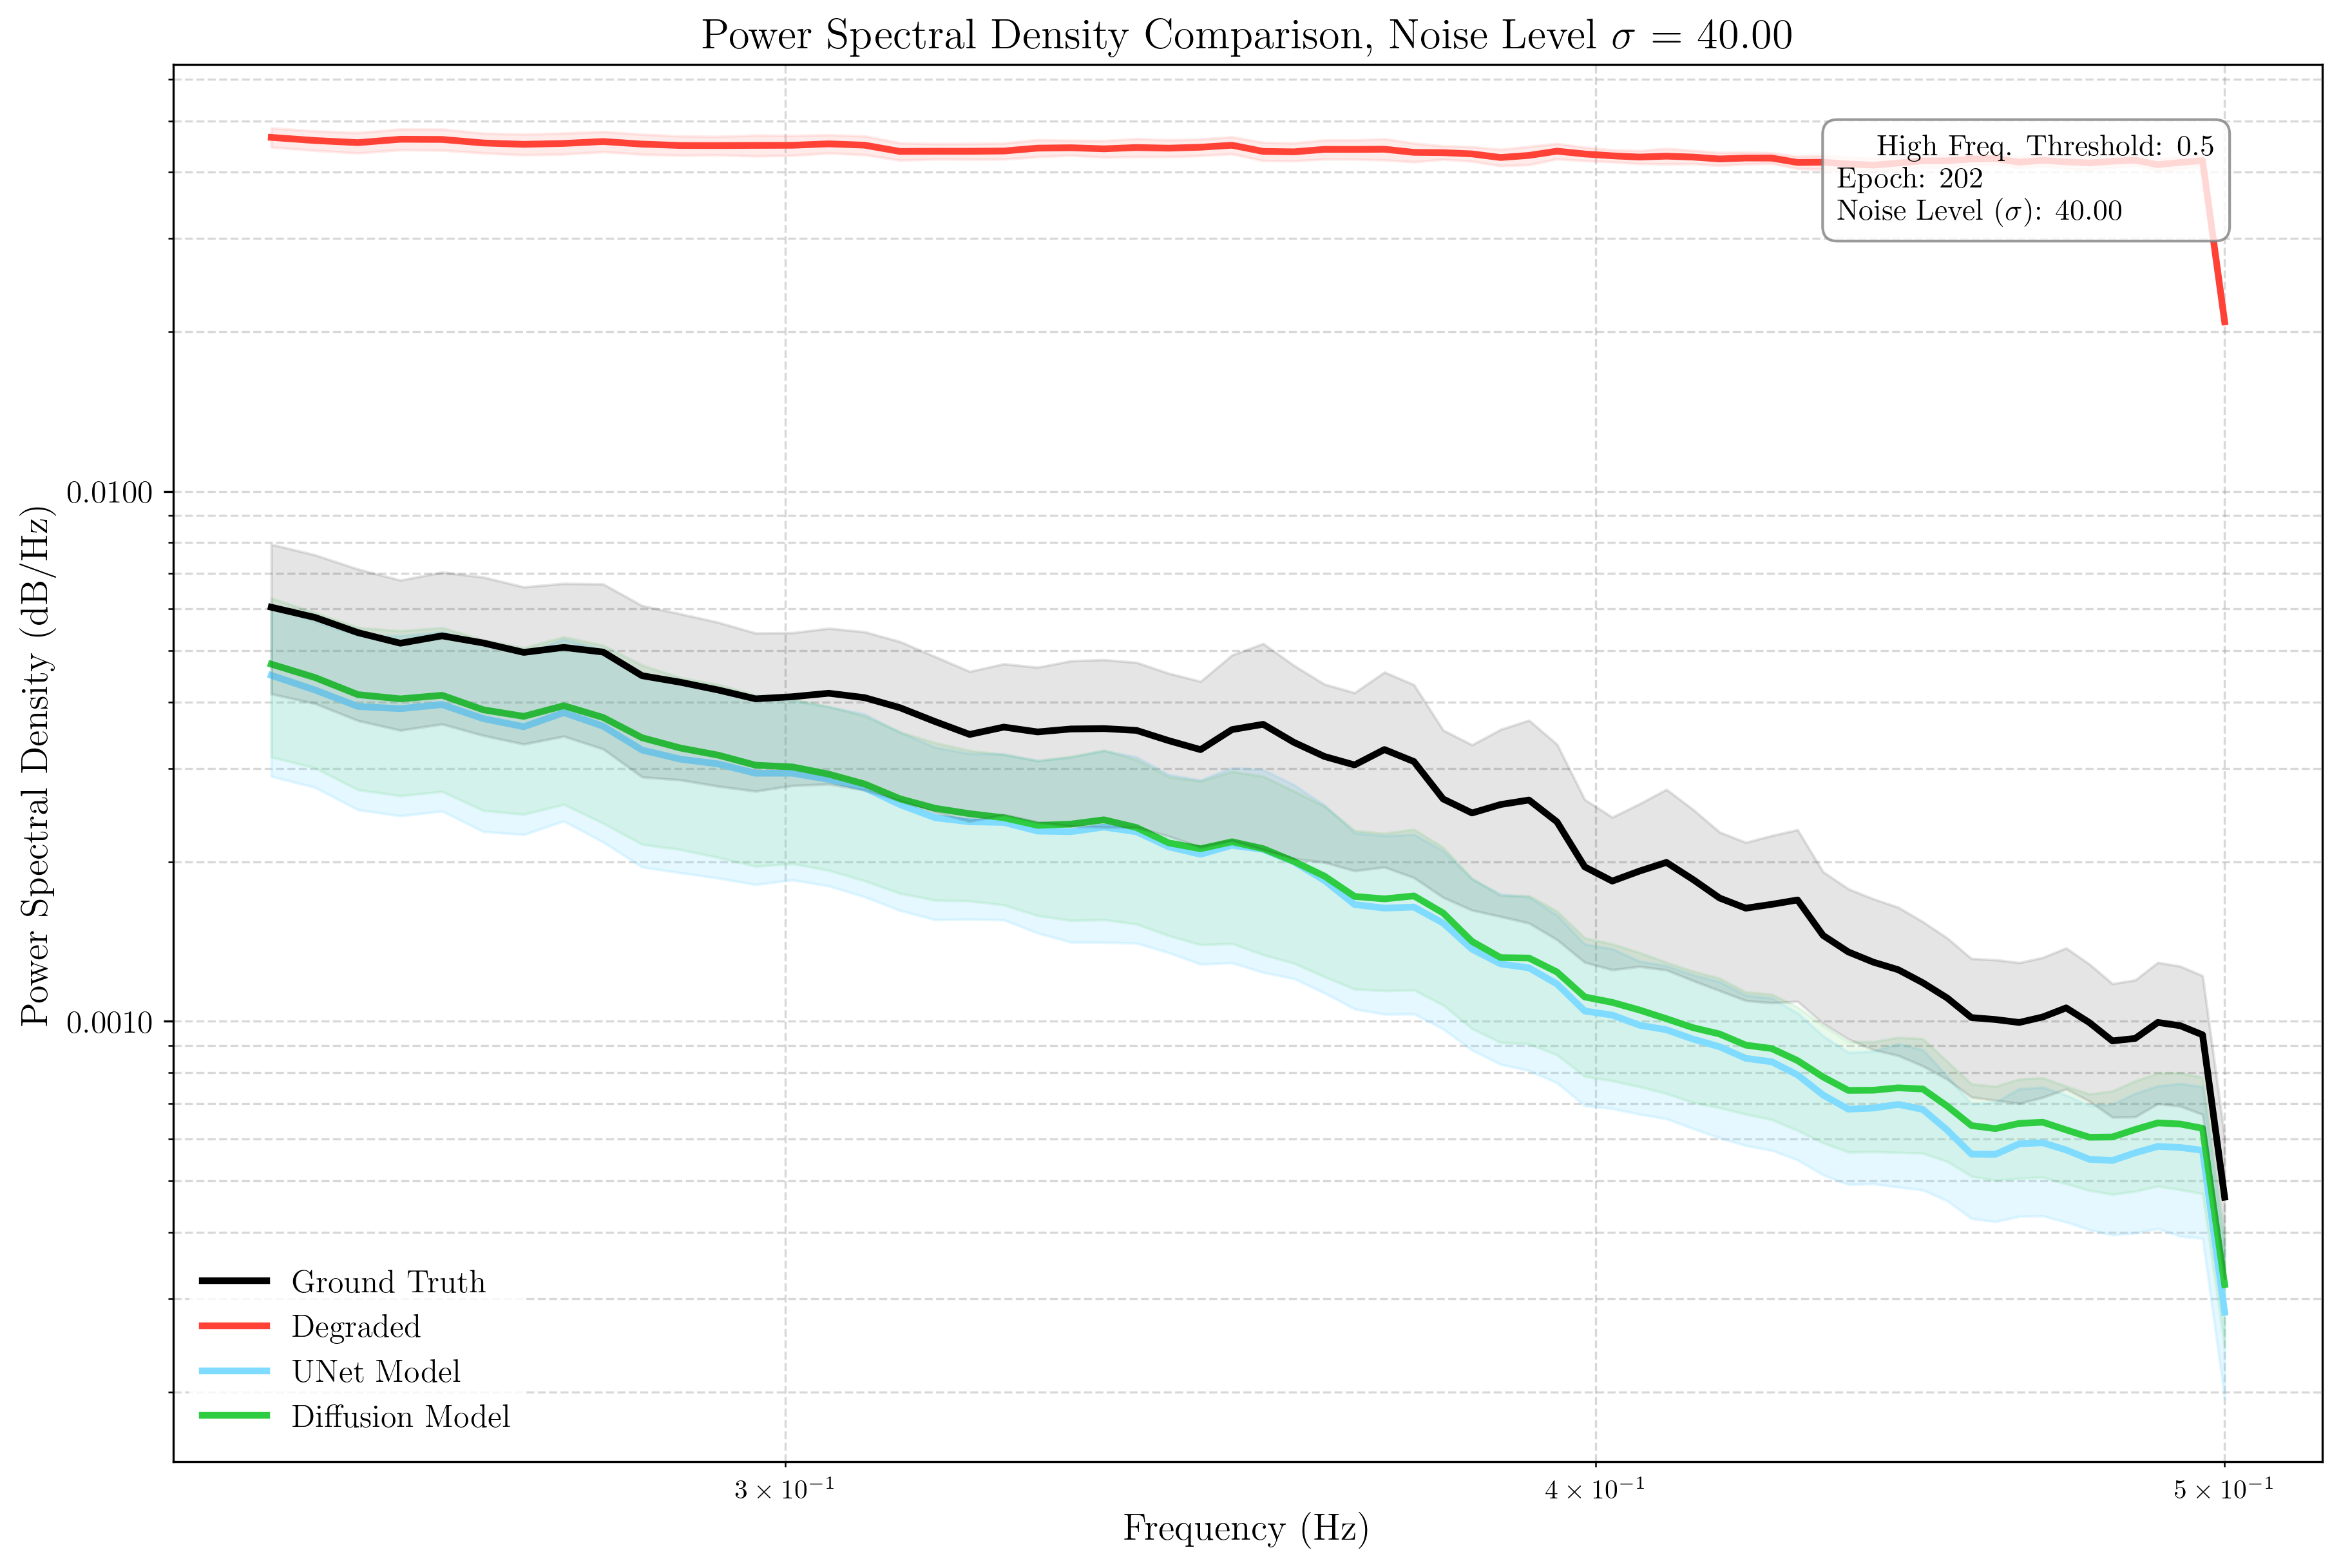 Power Spectral Density Comparison, Noise Level σ = 40.00
High Freq. Threshold: 0.5
Epoch: 202
Noise Level (σ): 40.00
Power Spectral Density (dB/Hz)
0.0100
0.0010
Ground Truth
Degraded
UNet Model
Diffusion Model
3 × 10⁻¹
4 × 10⁻¹
5 × 10⁻¹
Frequency (Hz)